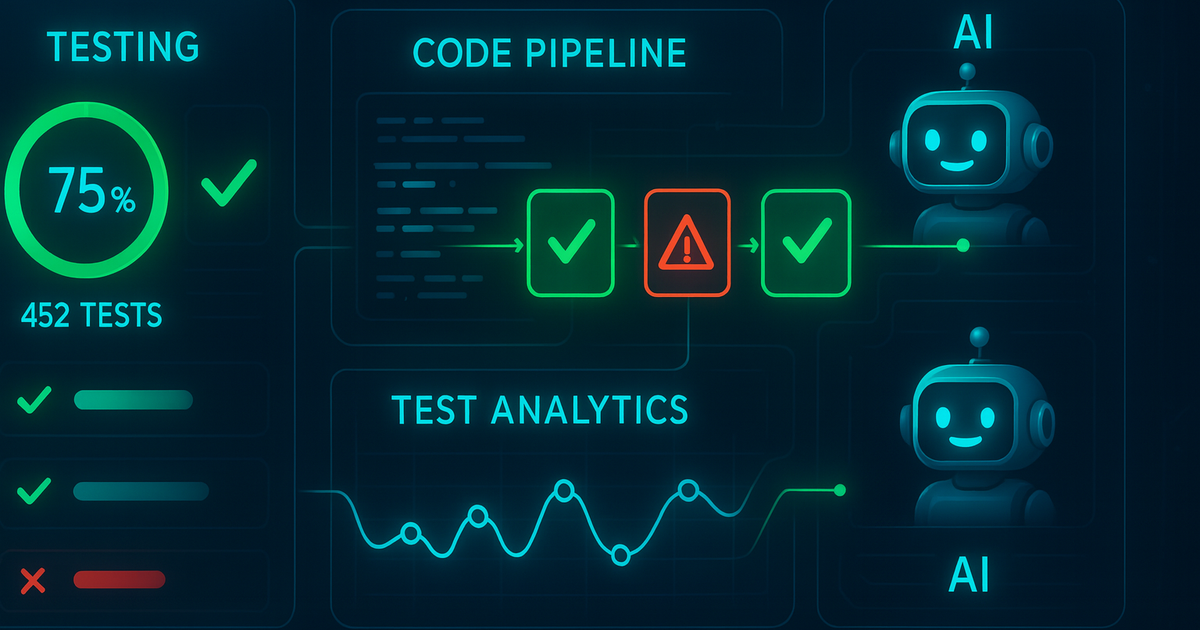 TESTING
75%
452 TESTS
CODE PIPELINE
TEST ANALYTICS
AI
AI